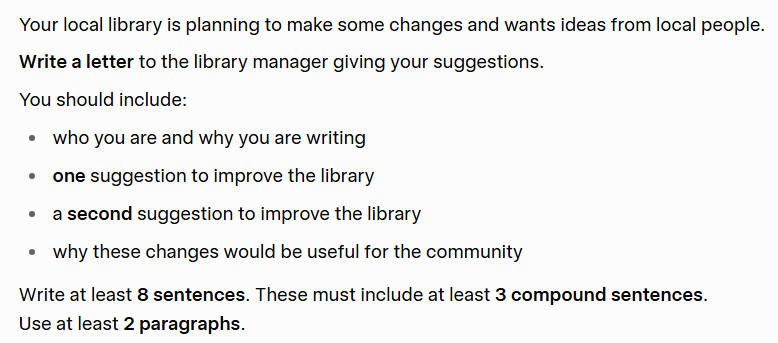 Your local library is planning to make some changes and wants ideas from local people.
Write a letter to the library manager giving your suggestions.
You should include:
• who you are and why you are writing
• one suggestion to improve the library
• a second suggestion to improve the library
• why these changes would be useful for the community
Write at least 8 sentences. These must include at least 3 compound sentences.
Use at least 2 paragraphs.